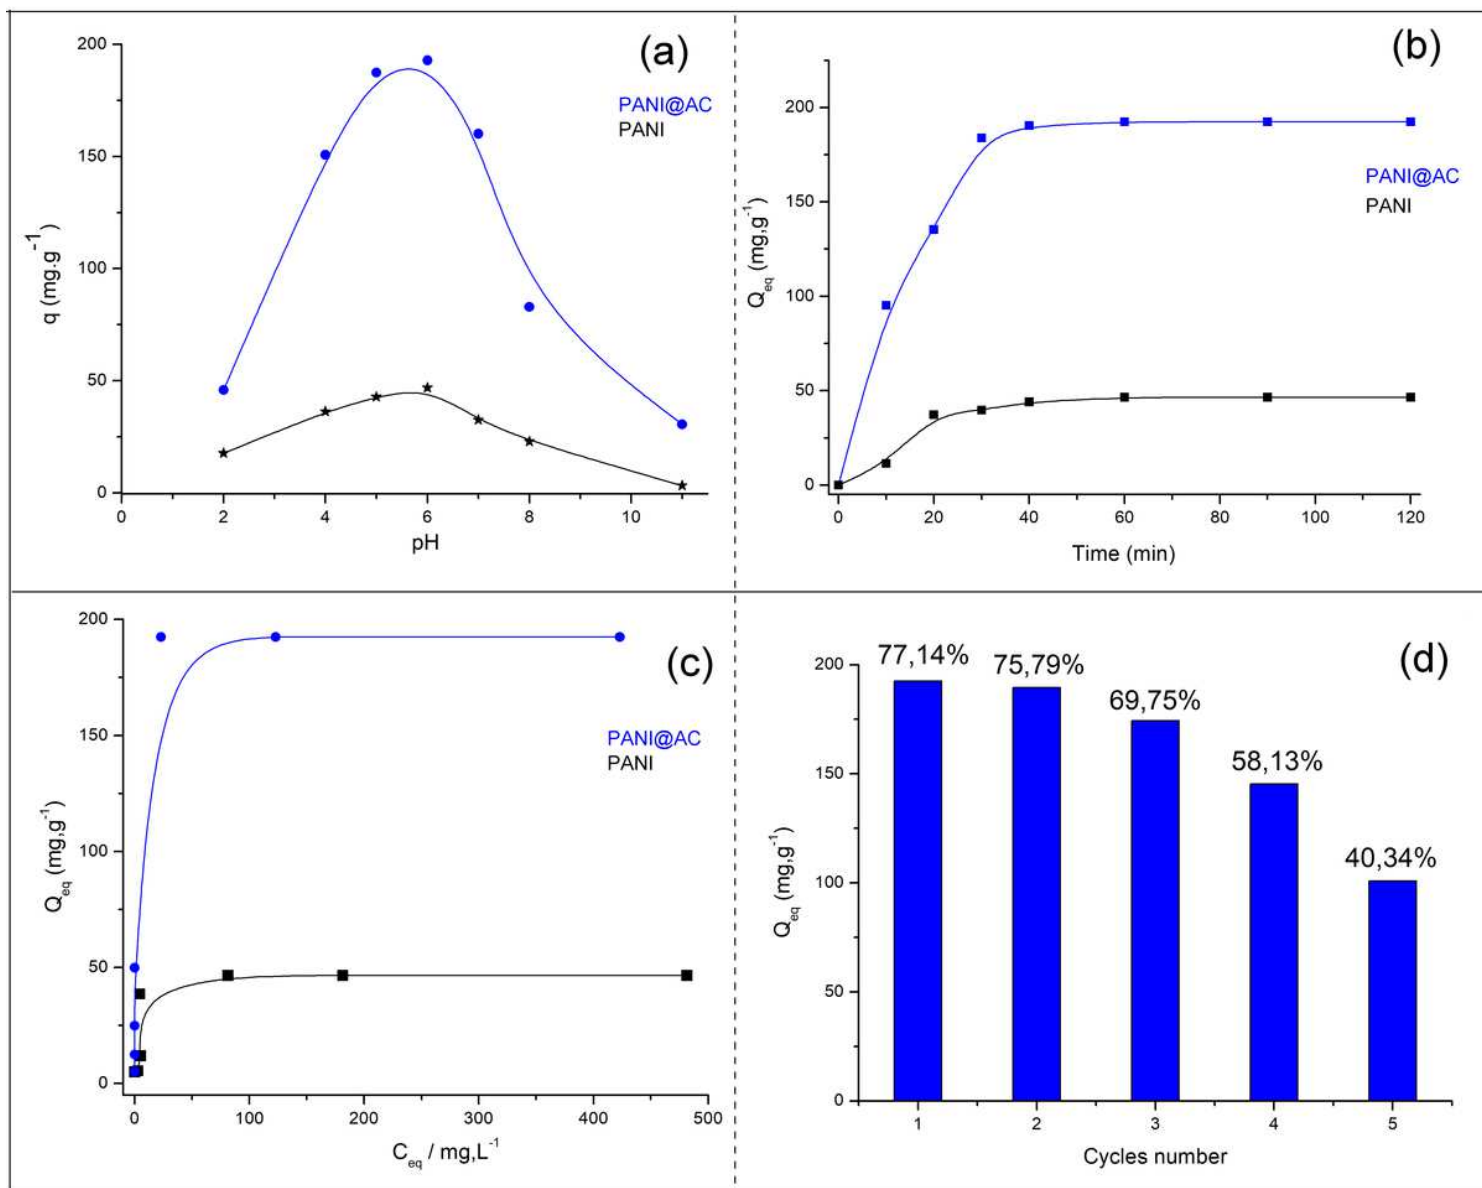 (a)
200
150
100
50
0
q (mg.g⁻¹)
PANI@AC
PANI
0 2 4 6 8 10
pH
(b)
200
150
100
50
0
Q_eq (mg,g⁻¹)
PANI@AC
PANI
0 20 40 60 80 100 120
Time (min)
(c)
200
150
100
50
0
Q_eq (mg,g⁻¹)
PANI@AC
PANI
0 100 200 300 400 500
C_eq / mg,L⁻¹
(d)
77,14%
75,79%
69,75%
58,13%
40,34%
200
150
100
50
0
Q_eq (mg,g⁻¹)
1 2 3 4 5
Cycles number